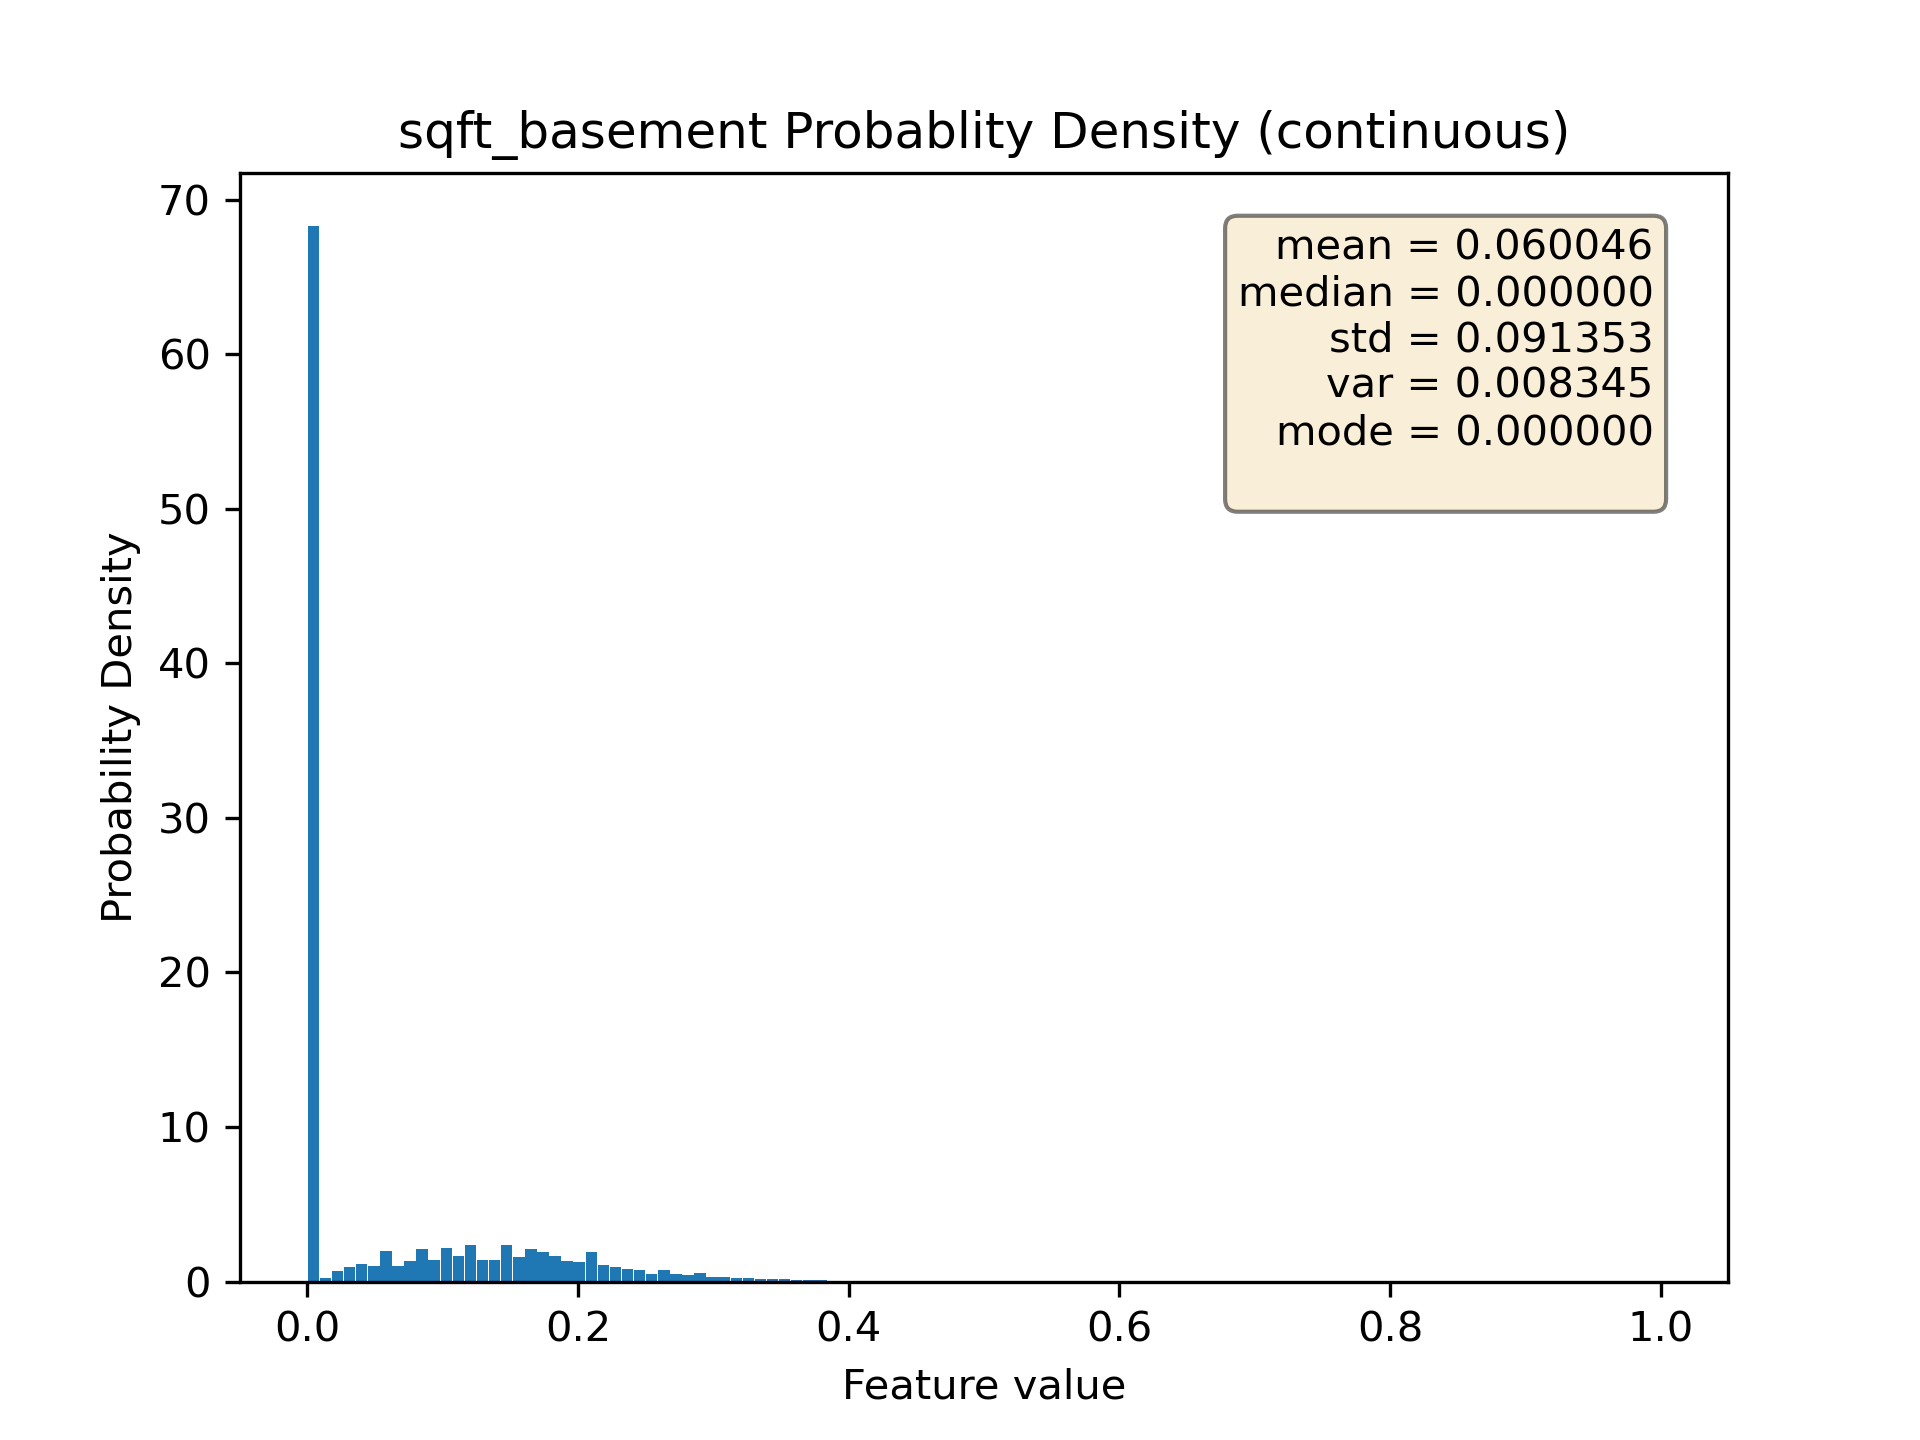 sqft_basement Probablity Density (continuous)
70
60
50
40
30
20
10
0
Probability Density
mean = 0.060046
median = 0.000000
std = 0.091353
var = 0.008345
mode = 0.000000
0.0 0.2 0.4 0.6 0.8 1.0
Feature value